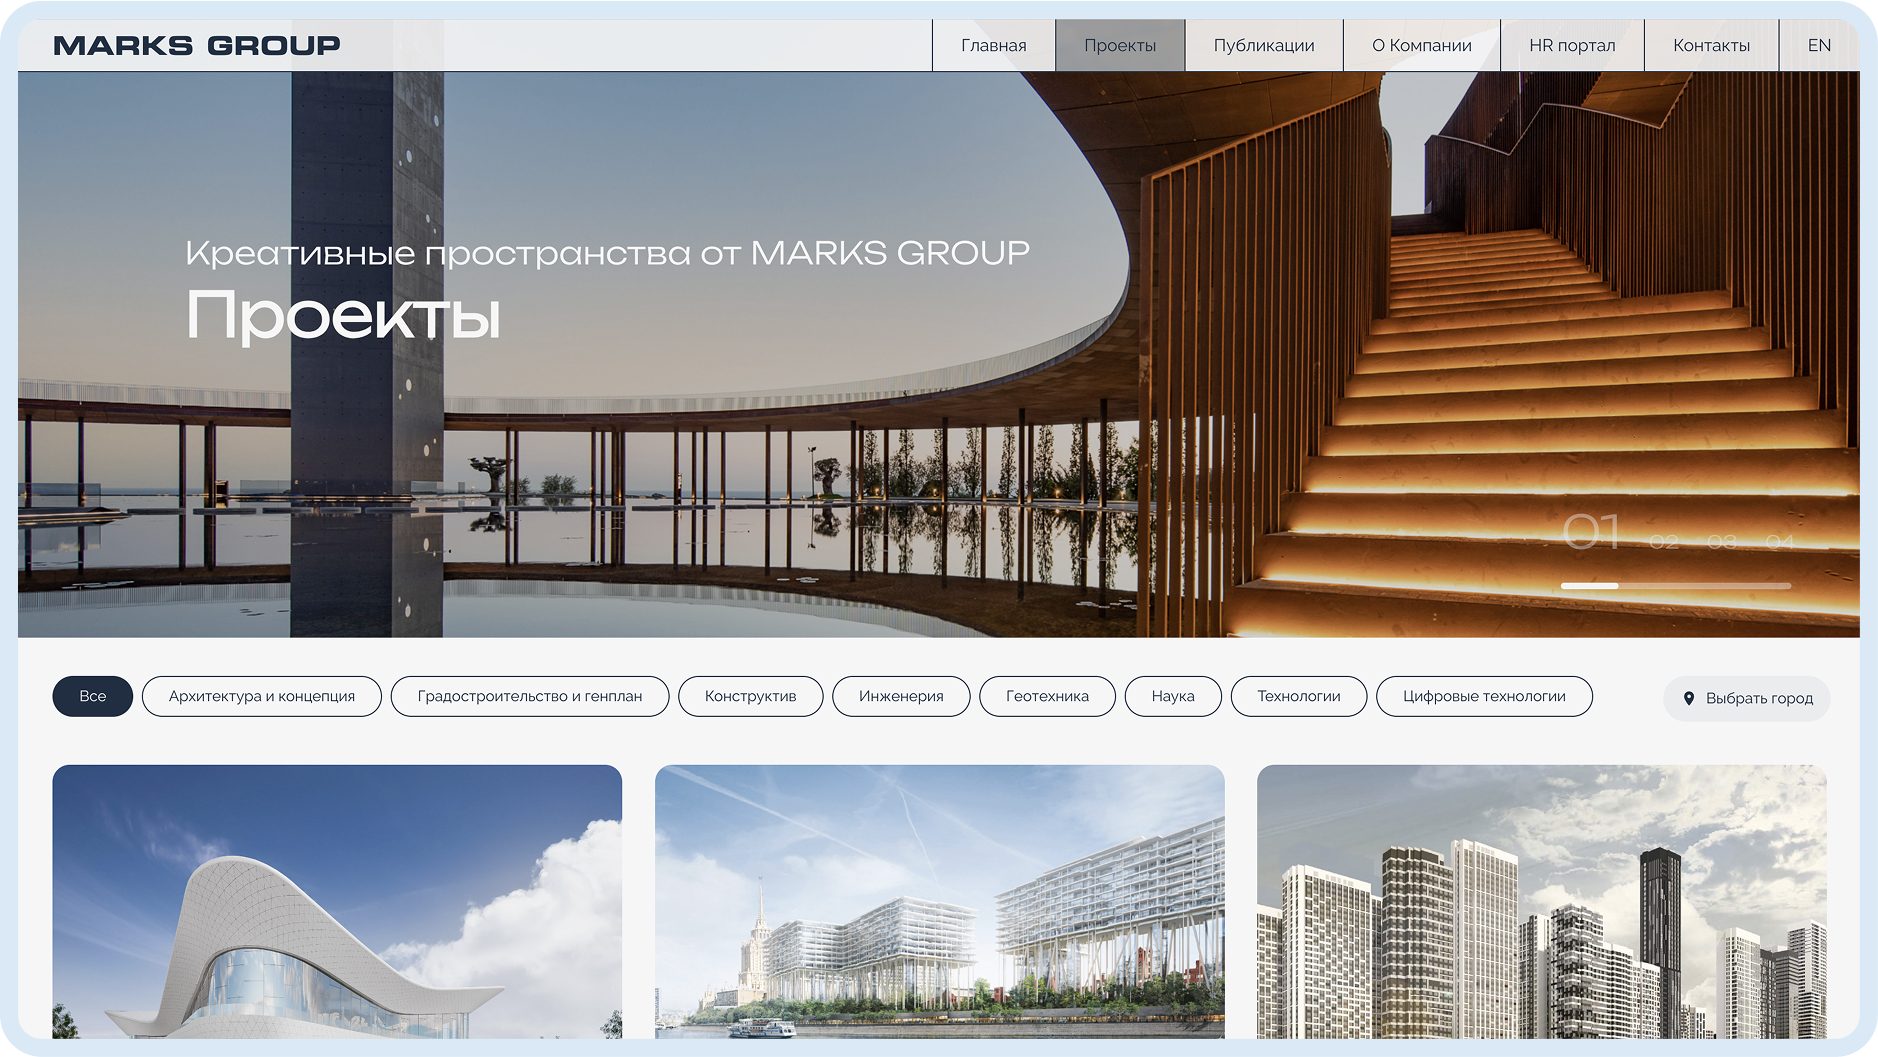 MARKS GROUP
Главная
Проекты
Публикации
О Компании
HR портал
Контакты
EN
Креативные пространства от MARKS GROUP
Проекты
01 02 03 04
Все
Архитектура и концепция
Градостроительство и генплан
Конструктив
Инженерия
Геотехника
Наука
Технологии
Цифровые технологии
Выбрать город